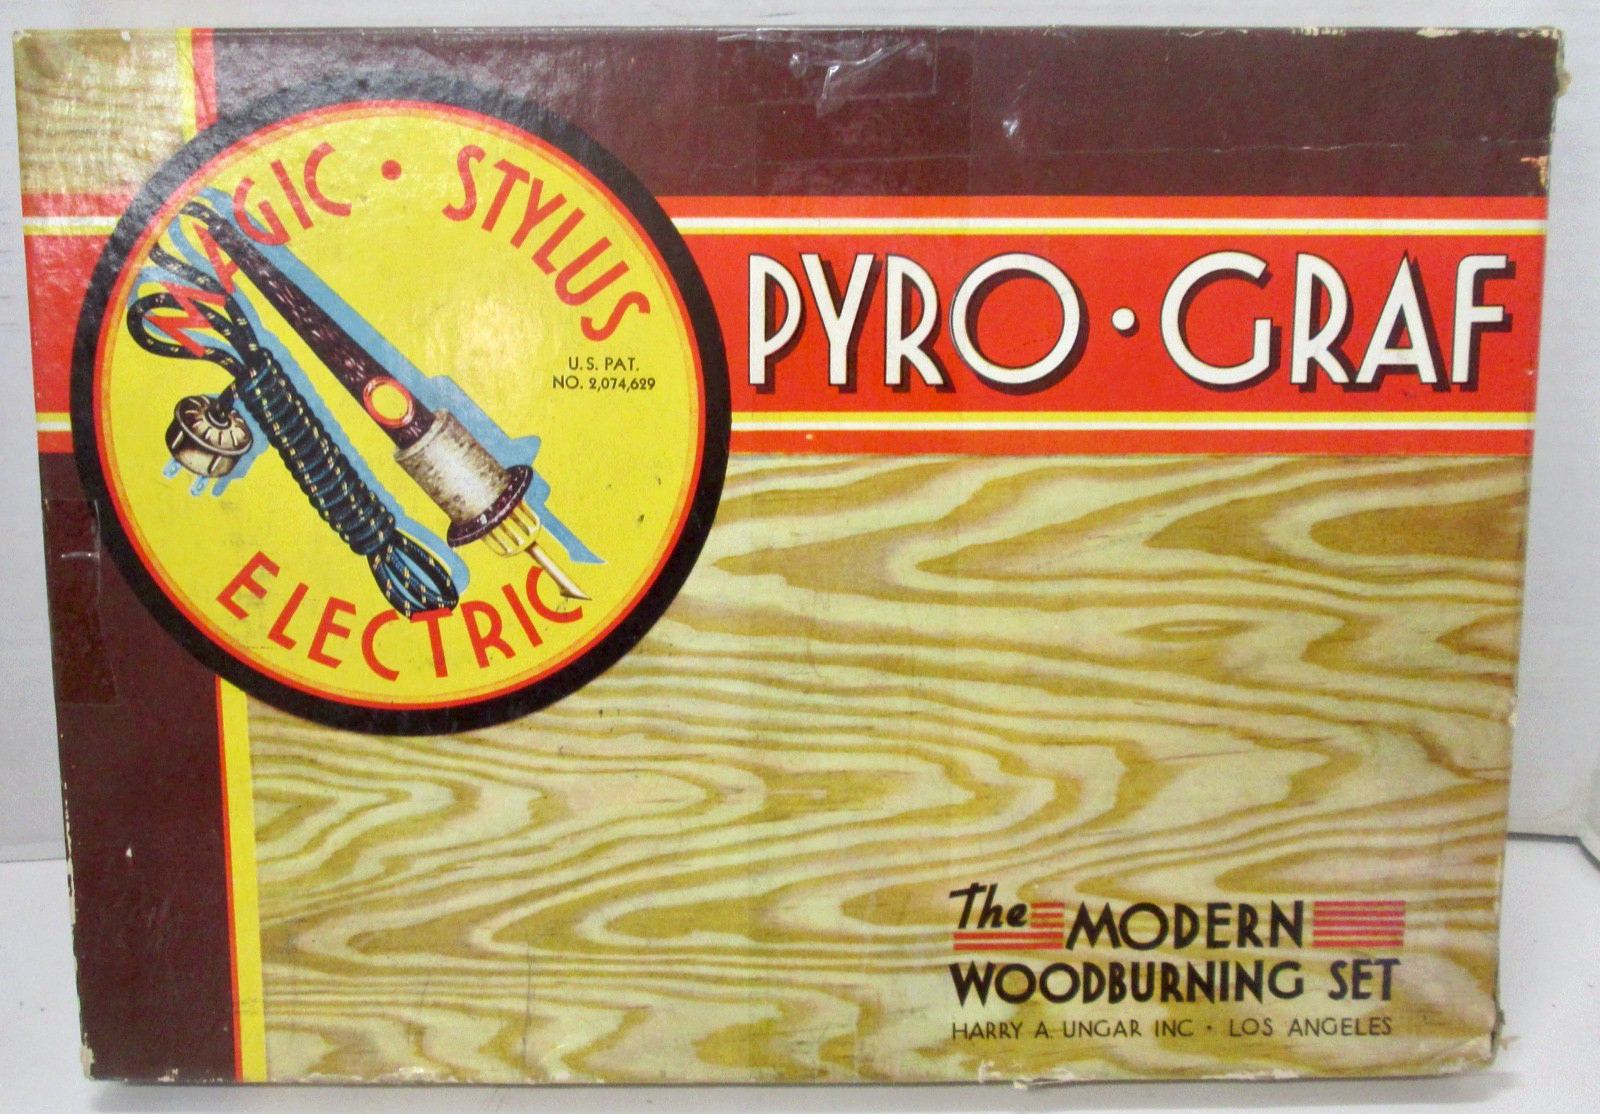 MAGIC • STYLUS
U.S. PAT.
NO. 2,074,629
ELECTRIC
PYRO • GRAF
The MODERN
WOODBURNING SET
HARRY A. UNGAR INC • LOS ANGELES